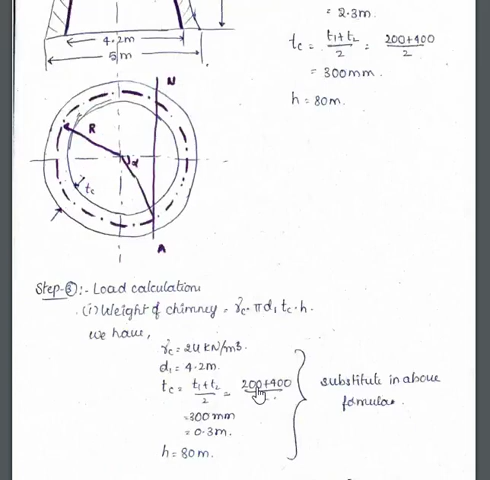 = 2.3m.
tc = t1+t2/2 = 200+400/2
= 300mm.
h = 80m.
4.2m
5m
N
R
α
tc
A
Step-③:- Load calculation
(i) Weight of chimney = γc. πd1 tc. h.
we have,
γc = 24 kN/m3.
d1 = 4.2m.
tc = t1+t2/2 = 200+400/2
= 300 mm
= 0.3m.
h = 80m.
substitute in above
formula.